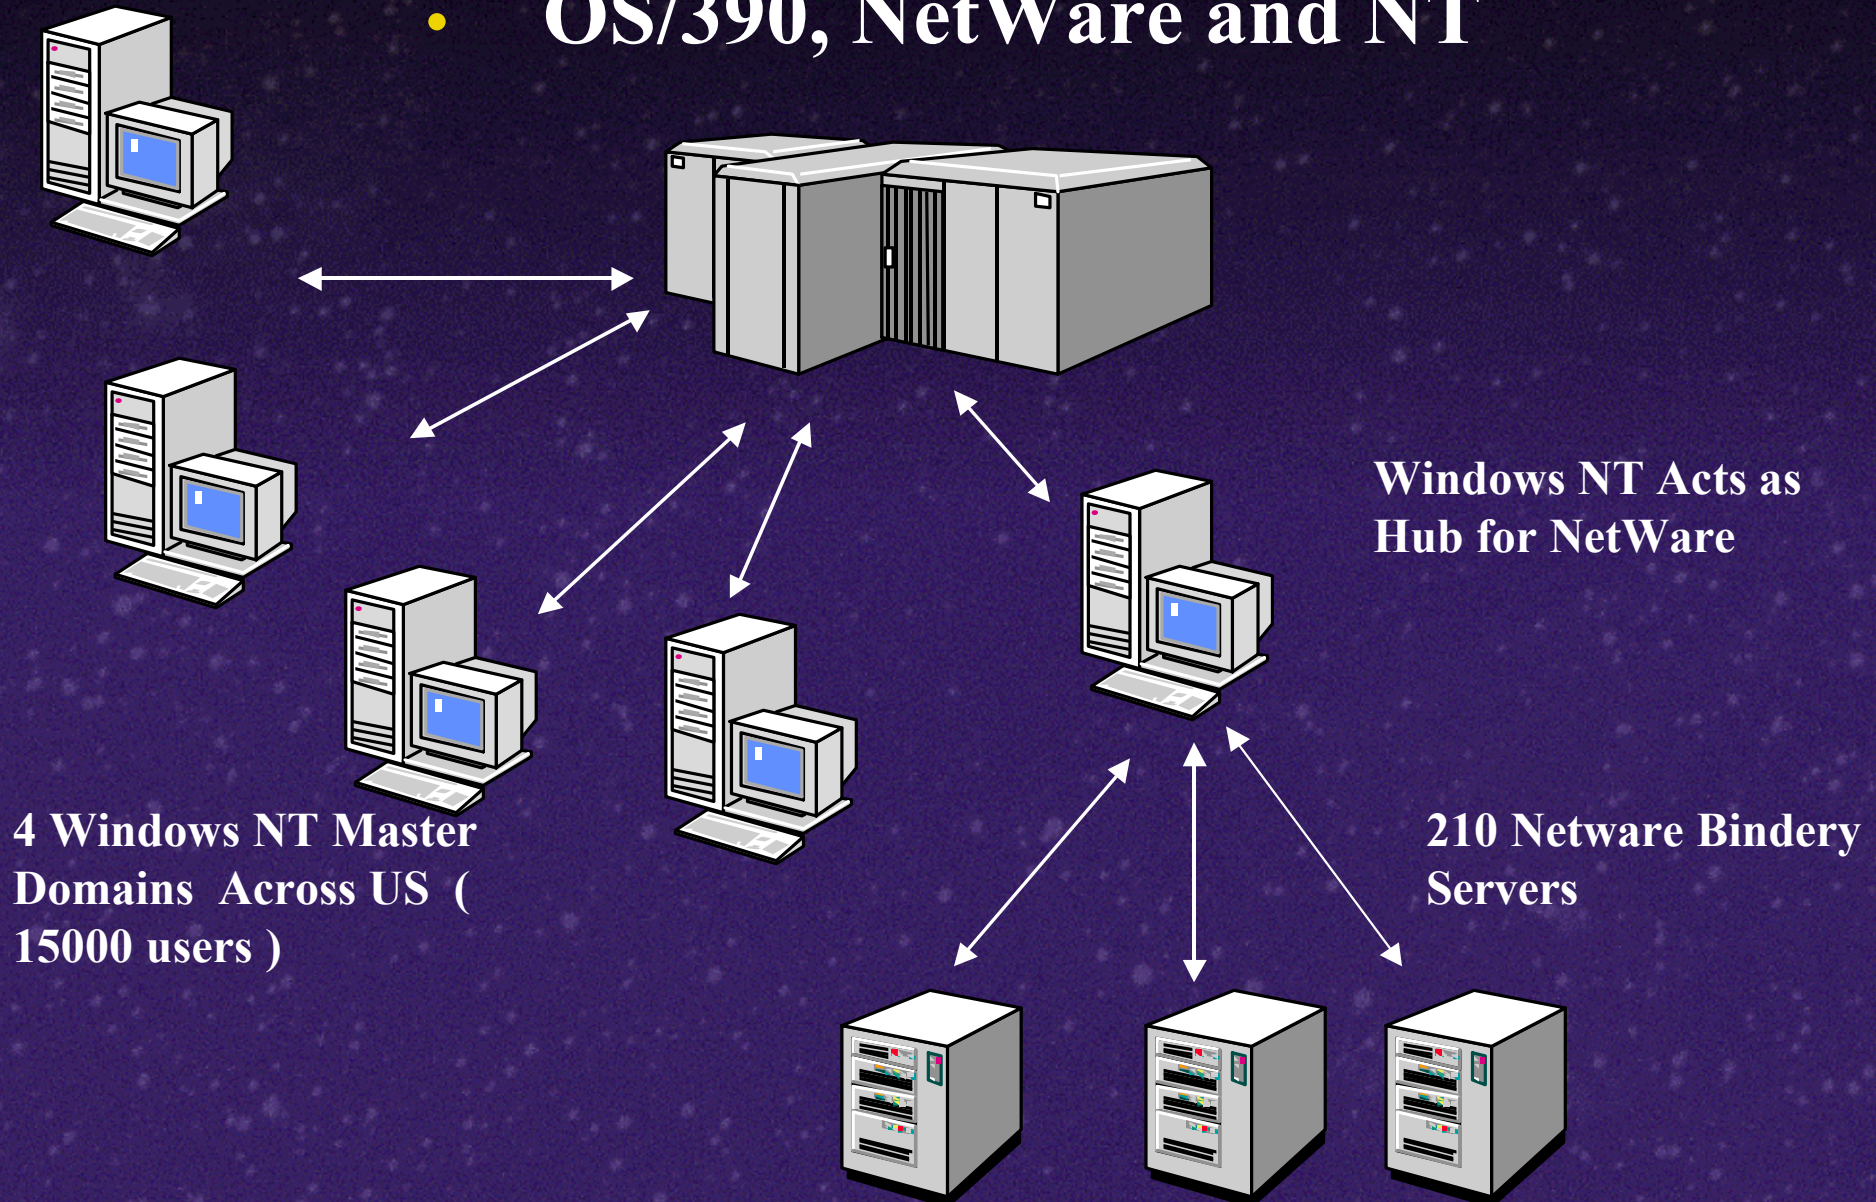 • OS/390, NetWare and NT
Windows NT Acts as
Hub for NetWare
4 Windows NT Master
Domains Across US (
15000 users )
210 Netware Bindery
Servers